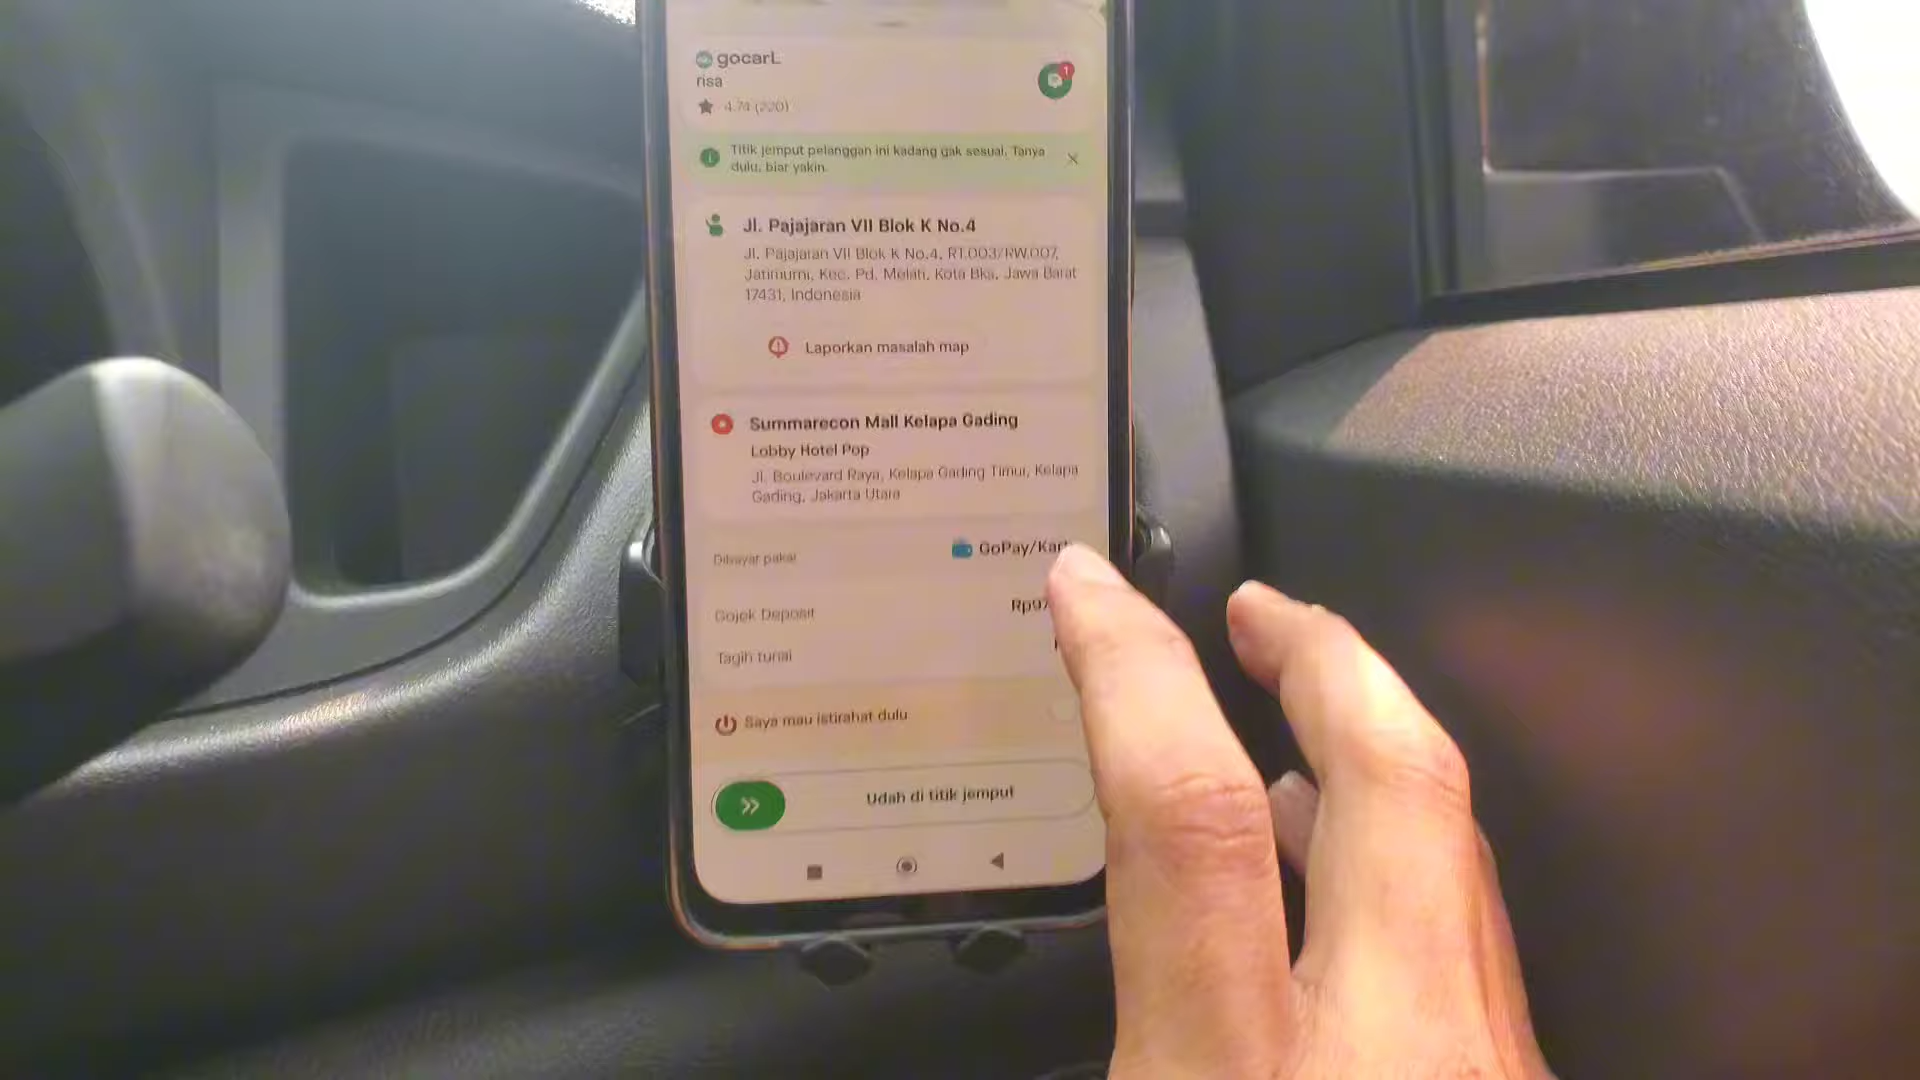 gocarL
risa
4.74 (220)
1
Titik jemput pelanggan ini kadang gak sesuai. Tanya
dulu, biar yakin.
Jl. Pajajaran VII Blok K No.4
Jl. Pajajaran VII Blok K No.4, RT.003/RW.007,
Jatimurni, Kec. Pd. Melati, Kota Bks, Jawa Barat
17431, Indonesia
Laporkan masalah map
Summarecon Mall Kelapa Gading
Lobby Hotel Pop
Jl. Boulevard Raya, Kelapa Gading Timur, Kelapa
Gading, Jakarta Utara
Dibayar pakai
GoPay/Kart
Gojek Deposit
Rp97
Tagih tunai
Saya mau istirahat dulu
Udah di titik jemput